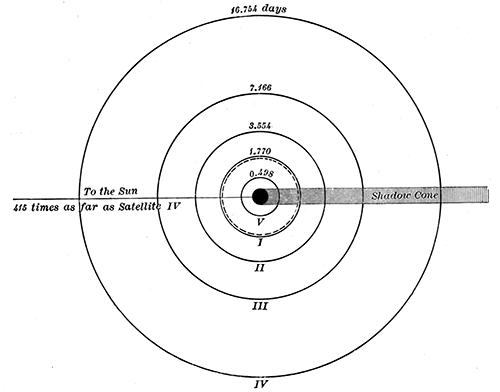 16.754 days
7.166
3.554
1.770
0.498
To the Sun
Shadow Cone
415 times as far as Satellite IV
V
I
II
III
IV